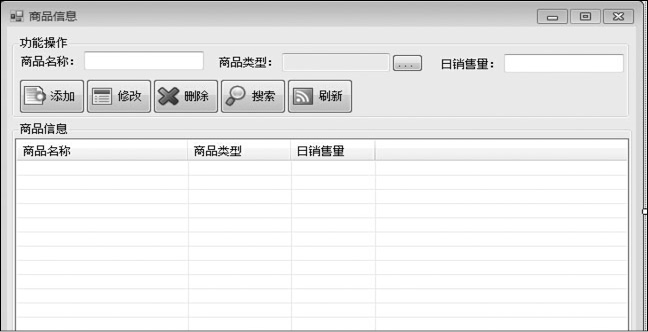 商品信息
功能操作
商品名称： 商品类型： ... 日销售量：
添加 修改 删除 搜索 刷新
商品信息
商品名称 商品类型 日销售量